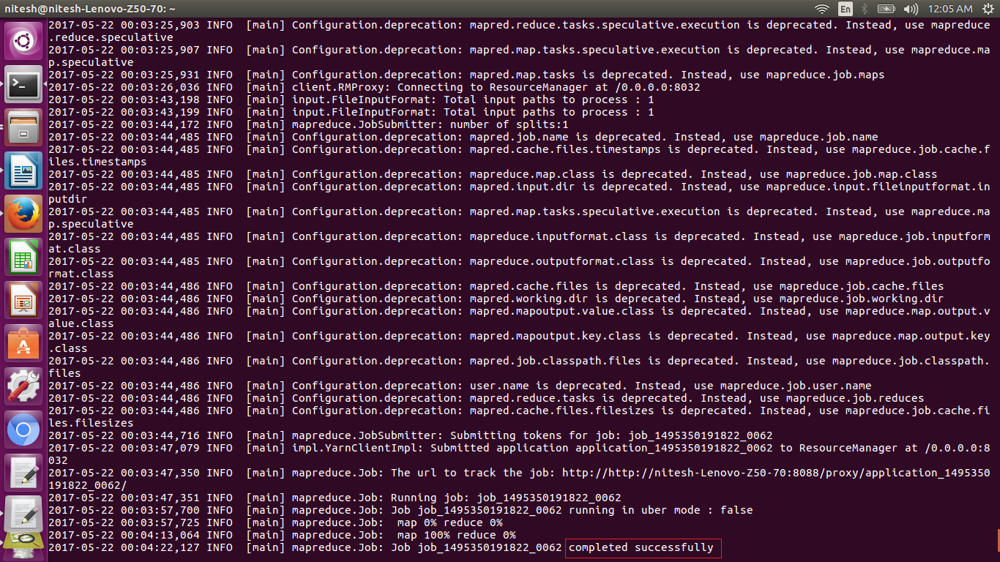 nitesh@nitesh-Lenovo-Z50-70: ~
En
12:05 AM
2017-05-22 00:03:25,903 INFO  [main] Configuration.deprecation: mapred.reduce.tasks.speculative.execution is deprecated. Instead, use mapreduce
.reduce.speculative
2017-05-22 00:03:25,907 INFO  [main] Configuration.deprecation: mapred.map.tasks.speculative.execution is deprecated. Instead, use mapreduce.ma
p.speculative
2017-05-22 00:03:25,931 INFO  [main] Configuration.deprecation: mapred.map.tasks is deprecated. Instead, use mapreduce.job.maps
2017-05-22 00:03:26,036 INFO  [main] client.RMProxy: Connecting to ResourceManager at /0.0.0.0:8032
2017-05-22 00:03:43,198 INFO  [main] input.FileInputFormat: Total input paths to process : 1
2017-05-22 00:03:43,199 INFO  [main] input.FileInputFormat: Total input paths to process : 1
2017-05-22 00:03:44,172 INFO  [main] mapreduce.JobSubmitter: number of splits:1
2017-05-22 00:03:44,485 INFO  [main] Configuration.deprecation: mapred.job.name is deprecated. Instead, use mapreduce.job.name
2017-05-22 00:03:44,485 INFO  [main] Configuration.deprecation: mapred.cache.files.timestamps is deprecated. Instead, use mapreduce.job.cache.f
iles.timestamps
2017-05-22 00:03:44,485 INFO  [main] Configuration.deprecation: mapreduce.map.class is deprecated. Instead, use mapreduce.job.map.class
2017-05-22 00:03:44,485 INFO  [main] Configuration.deprecation: mapred.input.dir is deprecated. Instead, use mapreduce.input.fileinputformat.in
putdir
2017-05-22 00:03:44,485 INFO  [main] Configuration.deprecation: mapred.map.tasks.speculative.execution is deprecated. Instead, use mapreduce.ma
p.speculative
2017-05-22 00:03:44,485 INFO  [main] Configuration.deprecation: mapreduce.inputformat.class is deprecated. Instead, use mapreduce.job.inputform
at.class
2017-05-22 00:03:44,485 INFO  [main] Configuration.deprecation: mapreduce.outputformat.class is deprecated. Instead, use mapreduce.job.outputfo
rmat.class
2017-05-22 00:03:44,486 INFO  [main] Configuration.deprecation: mapred.cache.files is deprecated. Instead, use mapreduce.job.cache.files
2017-05-22 00:03:44,486 INFO  [main] Configuration.deprecation: mapred.working.dir is deprecated. Instead, use mapreduce.job.working.dir
2017-05-22 00:03:44,486 INFO  [main] Configuration.deprecation: mapred.mapoutput.value.class is deprecated. Instead, use mapreduce.map.output.v
alue.class
2017-05-22 00:03:44,486 INFO  [main] Configuration.deprecation: mapred.mapoutput.key.class is deprecated. Instead, use mapreduce.map.output.key
.class
2017-05-22 00:03:44,486 INFO  [main] Configuration.deprecation: mapred.job.classpath.files is deprecated. Instead, use mapreduce.job.classpath.
files
2017-05-22 00:03:44,486 INFO  [main] Configuration.deprecation: user.name is deprecated. Instead, use mapreduce.job.user.name
2017-05-22 00:03:44,486 INFO  [main] Configuration.deprecation: mapred.reduce.tasks is deprecated. Instead, use mapreduce.job.reduces
2017-05-22 00:03:44,486 INFO  [main] Configuration.deprecation: mapred.cache.files.filesizes is deprecated. Instead, use mapreduce.job.cache.fi
les.filesizes
2017-05-22 00:03:44,716 INFO  [main] mapreduce.JobSubmitter: Submitting tokens for job: job_1495350191822_0062
2017-05-22 00:03:47,079 INFO  [main] impl.YarnClientImpl: Submitted application application_1495350191822_0062 to ResourceManager at /0.0.0.0:8
032
2017-05-22 00:03:47,350 INFO  [main] mapreduce.Job: The url to track the job: http://http://nitesh-Lenovo-Z50-70:8088/proxy/application_1495350
191822_0062/
2017-05-22 00:03:47,351 INFO  [main] mapreduce.Job: Running job: job_1495350191822_0062
2017-05-22 00:03:57,700 INFO  [main] mapreduce.Job: Job job_1495350191822_0062 running in uber mode : false
2017-05-22 00:03:57,725 INFO  [main] mapreduce.Job:  map 0% reduce 0%
2017-05-22 00:04:13,064 INFO  [main] mapreduce.Job:  map 100% reduce 0%
2017-05-22 00:04:22,127 INFO  [main] mapreduce.Job: Job job_1495350191822_0062 completed successfully